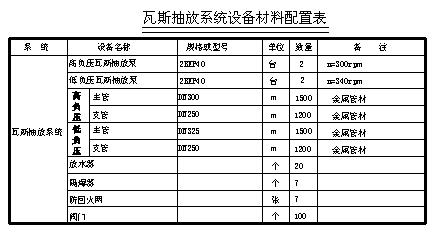 瓦斯抽放系统设备材料配置表
系 统 设备名称 规格或型号 单位 数量 备 注
瓦斯抽放系统
高负压瓦斯抽放泵 2BEF40 台 2 n=300rpm
低负压瓦斯抽放泵 2BEF40 台 2 n=340rpm
高负压 主管 DN300 m 1500 金属管材
支管 DN250 m 1200 金属管材
低负压 主管 DN325 m 1500 金属管材
支管 DN250 m 1200 金属管材
放水器 个 20
隔爆器 个 7
防回火网 张 7
阀门 个 100